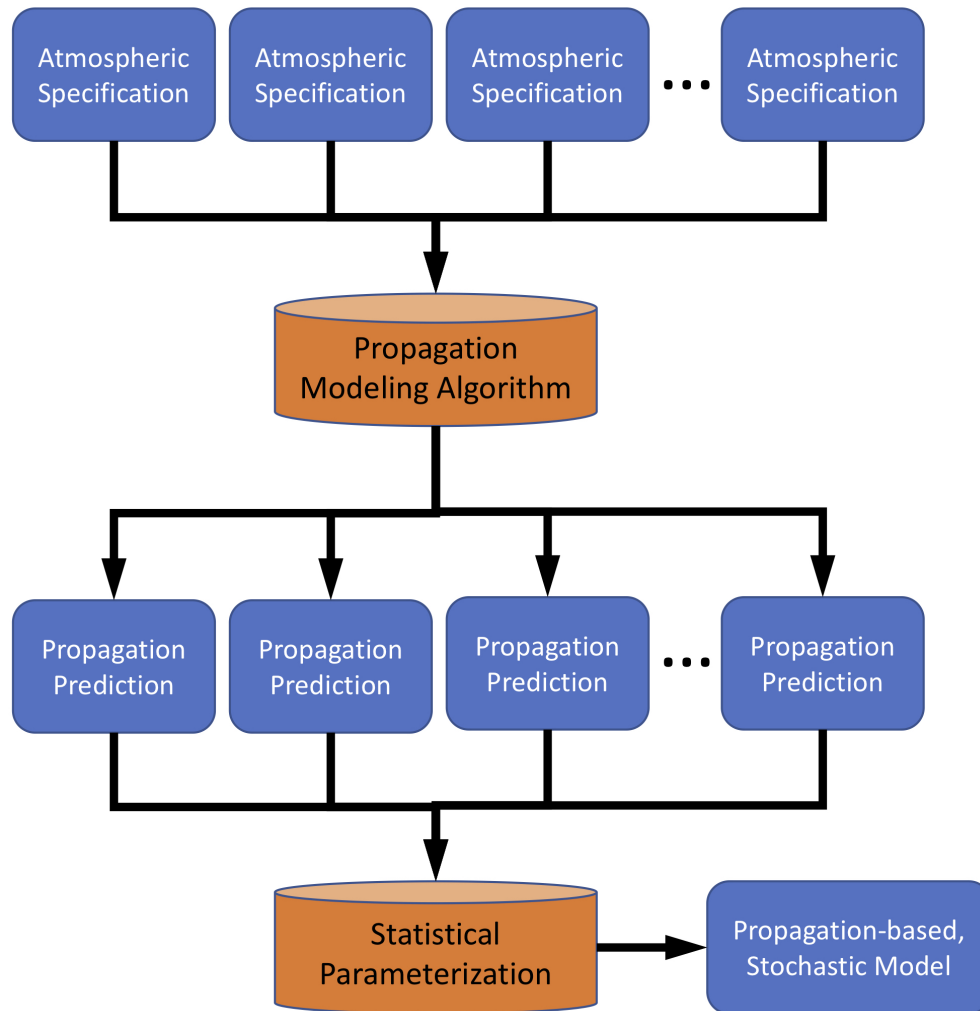 Atmospheric
Specification
Atmospheric
Specification
Atmospheric
Specification
...
Atmospheric
Specification
Propagation
Modeling Algorithm
Propagation
Prediction
Propagation
Prediction
Propagation
Prediction
...
Propagation
Prediction
Statistical
Parameterization
Propagation-based,
Stochastic Model